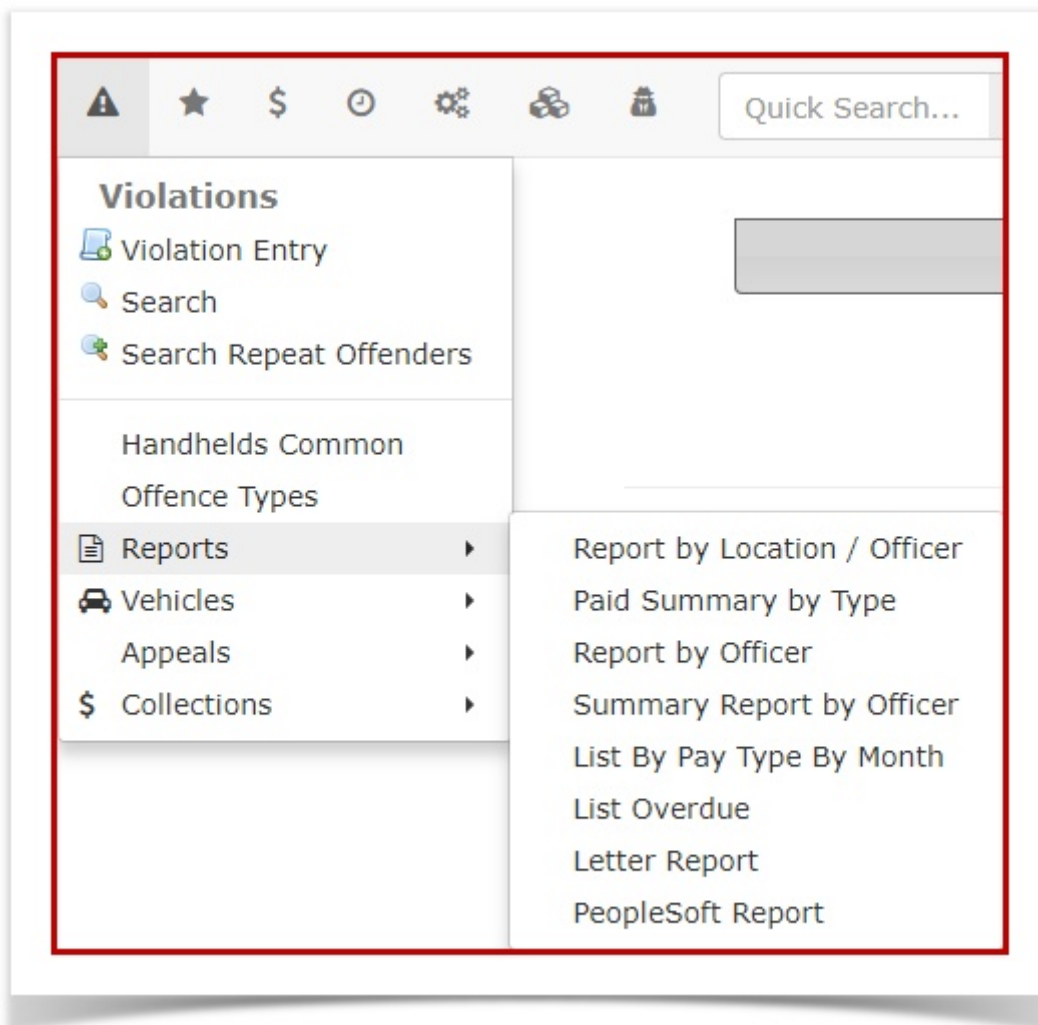 Quick Search...
Violations
Violation Entry
Search
Search Repeat Offenders
Handhelds Common
Offence Types
Reports
Vehicles
Appeals
$ Collections
Report by Location / Officer
Paid Summary by Type
Report by Officer
Summary Report by Officer
List By Pay Type By Month
List Overdue
Letter Report
PeopleSoft Report